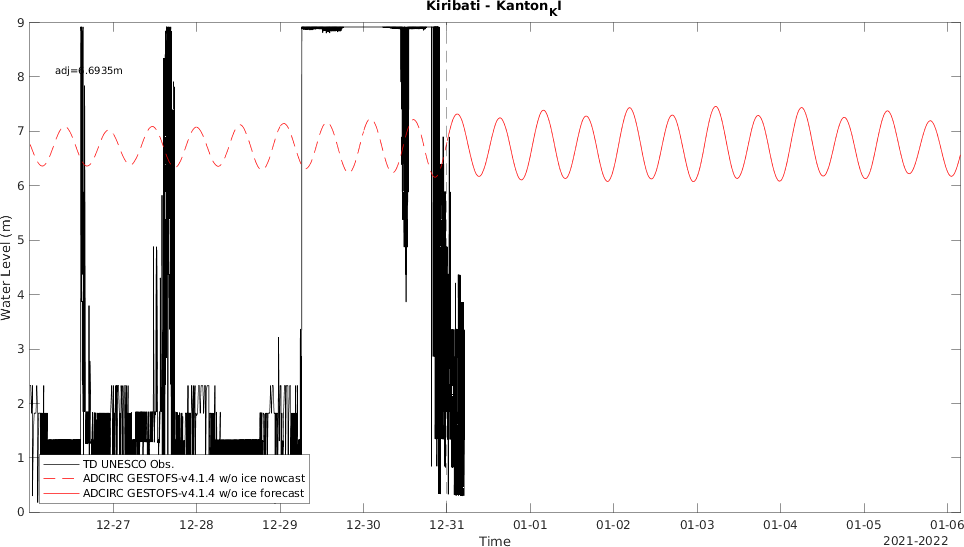 Kiribati - Kanton_KI
9
8
7
6
5
4
3
2
1
0
Water Level (m)
adj=6.6935m
TD UNESCO Obs.
ADCIRC GESTOFS-v4.1.4 w/o ice nowcast
ADCIRC GESTOFS-v4.1.4 w/o ice forecast
12-27 12-28 12-29 12-30 12-31 01-01 01-02 01-03 01-04 01-05 01-06
Time
2021-2022